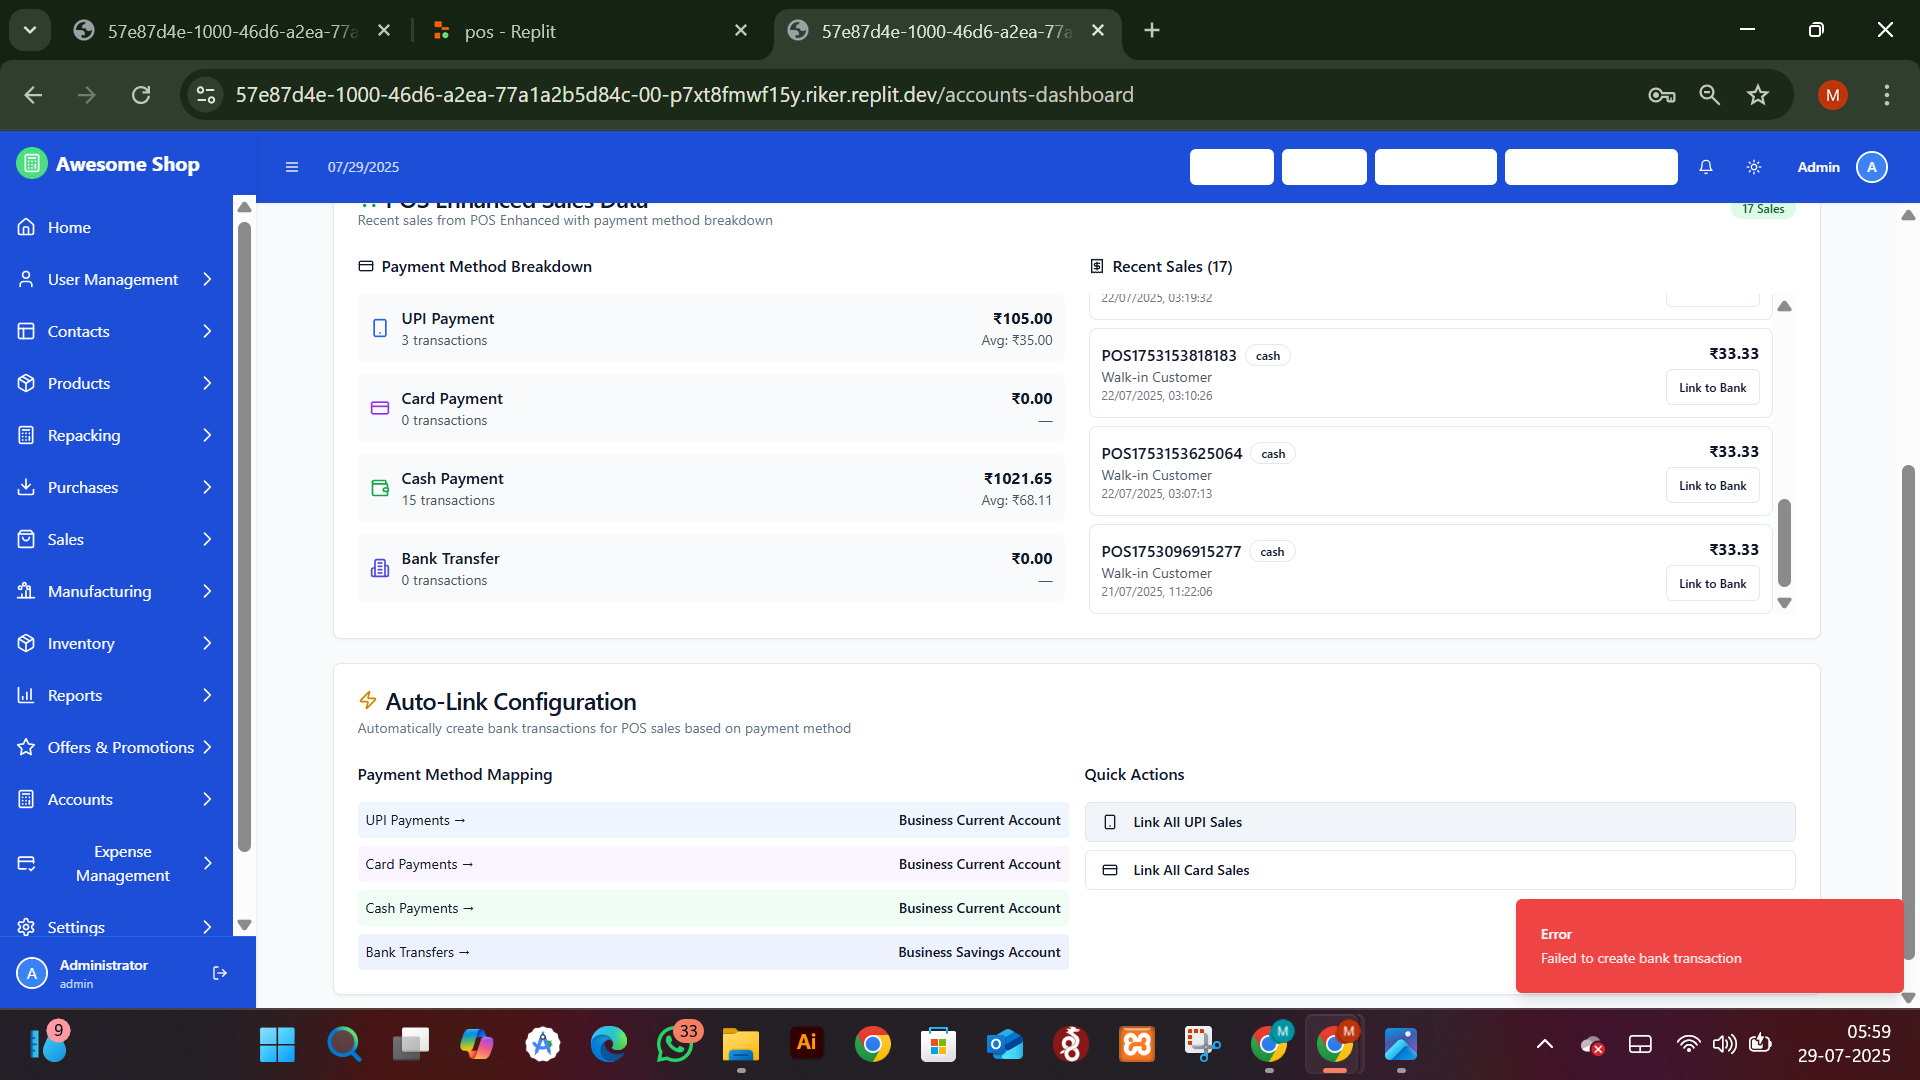 57e87d4e-1000-46d6-a2ea-77a
pos - Replit
57e87d4e-1000-46d6-a2ea-77a
57e87d4e-1000-46d6-a2ea-77a1a2b5d84c-00-p7xt8fmwf15y.riker.replit.dev/accounts-dashboard
M
Awesome Shop
07/29/2025
Admin
A
Home
User Management
Contacts
Products
Repacking
Purchases
Sales
Manufacturing
Inventory
Reports
Offers & Promotions
Accounts
Expense
Management
Settings
A
Administrator
admin
POS Enhanced Sales Data
Recent sales from POS Enhanced with payment method breakdown
17 Sales
Payment Method Breakdown
UPI Payment
₹105.00
3 transactions
Avg: ₹35.00
Card Payment
₹0.00
0 transactions
—
Cash Payment
₹1021.65
15 transactions
Avg: ₹68.11
Bank Transfer
₹0.00
0 transactions
—
Recent Sales (17)
22/07/2025, 03:19:32
POS1753153818183
cash
₹33.33
Walk-in Customer
22/07/2025, 03:10:26
Link to Bank
POS1753153625064
cash
₹33.33
Walk-in Customer
22/07/2025, 03:07:13
Link to Bank
POS1753096915277
cash
₹33.33
Walk-in Customer
21/07/2025, 11:22:06
Link to Bank
Auto-Link Configuration
Automatically create bank transactions for POS sales based on payment method
Payment Method Mapping
UPI Payments →
Business Current Account
Card Payments →
Business Current Account
Cash Payments →
Business Current Account
Bank Transfers →
Business Savings Account
Quick Actions
Link All UPI Sales
Link All Card Sales
Error
Failed to create bank transaction
9
33
Ai
M
M
05:59
29-07-2025